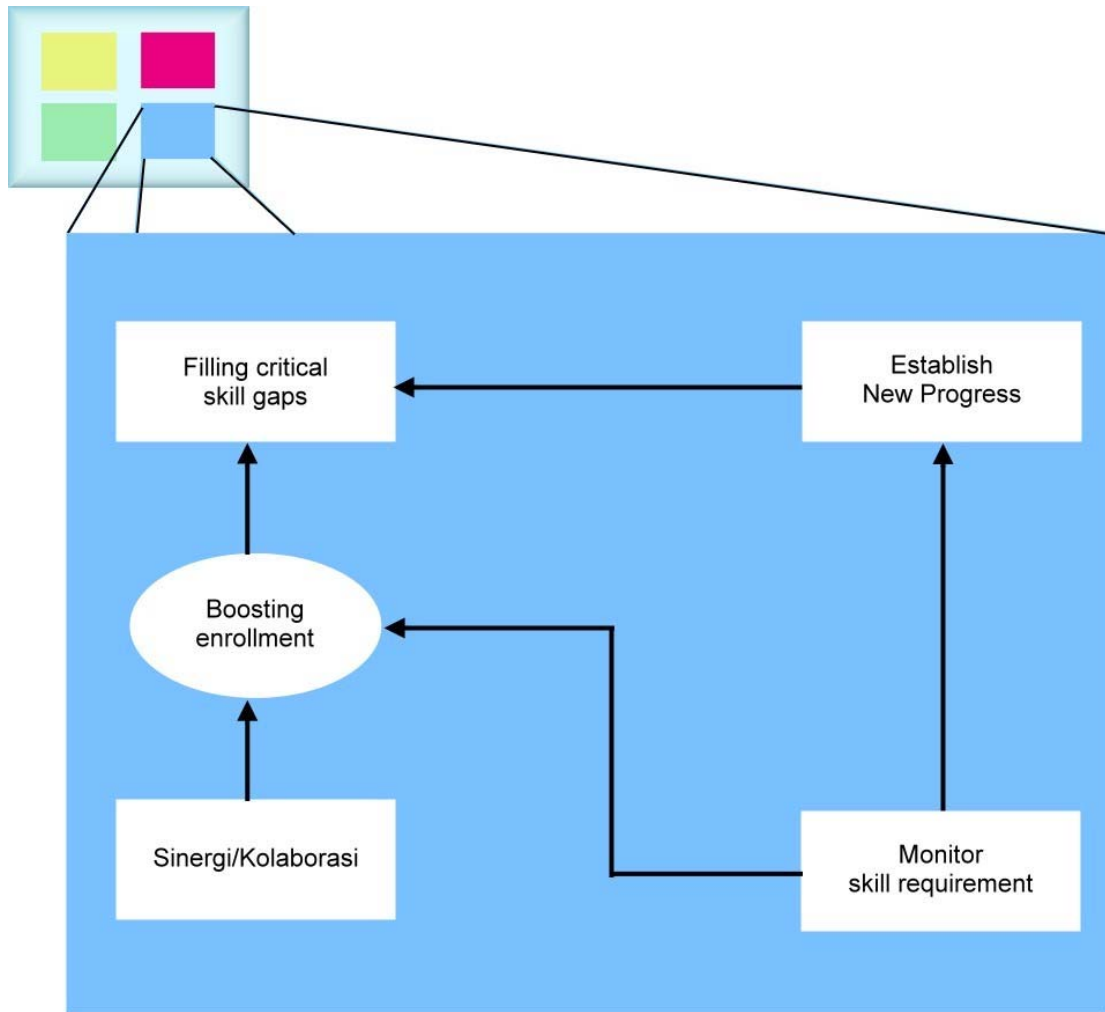 Filling critical
skill gaps
Establish
New Progress
Boosting
enrollment
Sinergi/Kolaborasi
Monitor
skill requirement